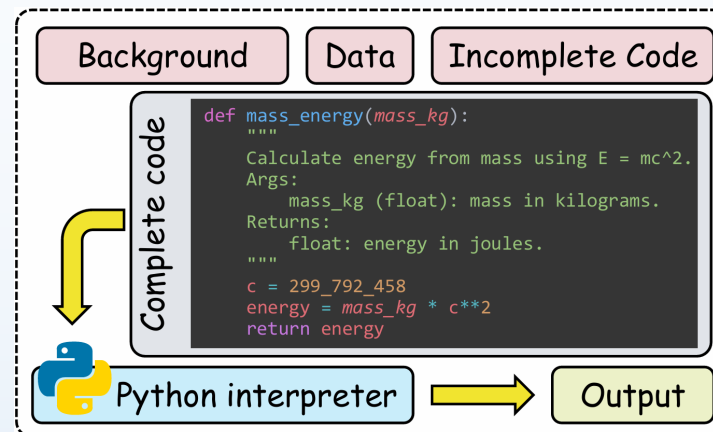 Background
Data
Incomplete Code
Complete code
def mass_energy(mass_kg):
"""
Calculate energy from mass using E = mc^2.
Args:
mass_kg (float): mass in kilograms.
Returns:
float: energy in joules.
"""
c = 299_792_458
energy = mass_kg * c**2
return energy
Python interpreter
Output